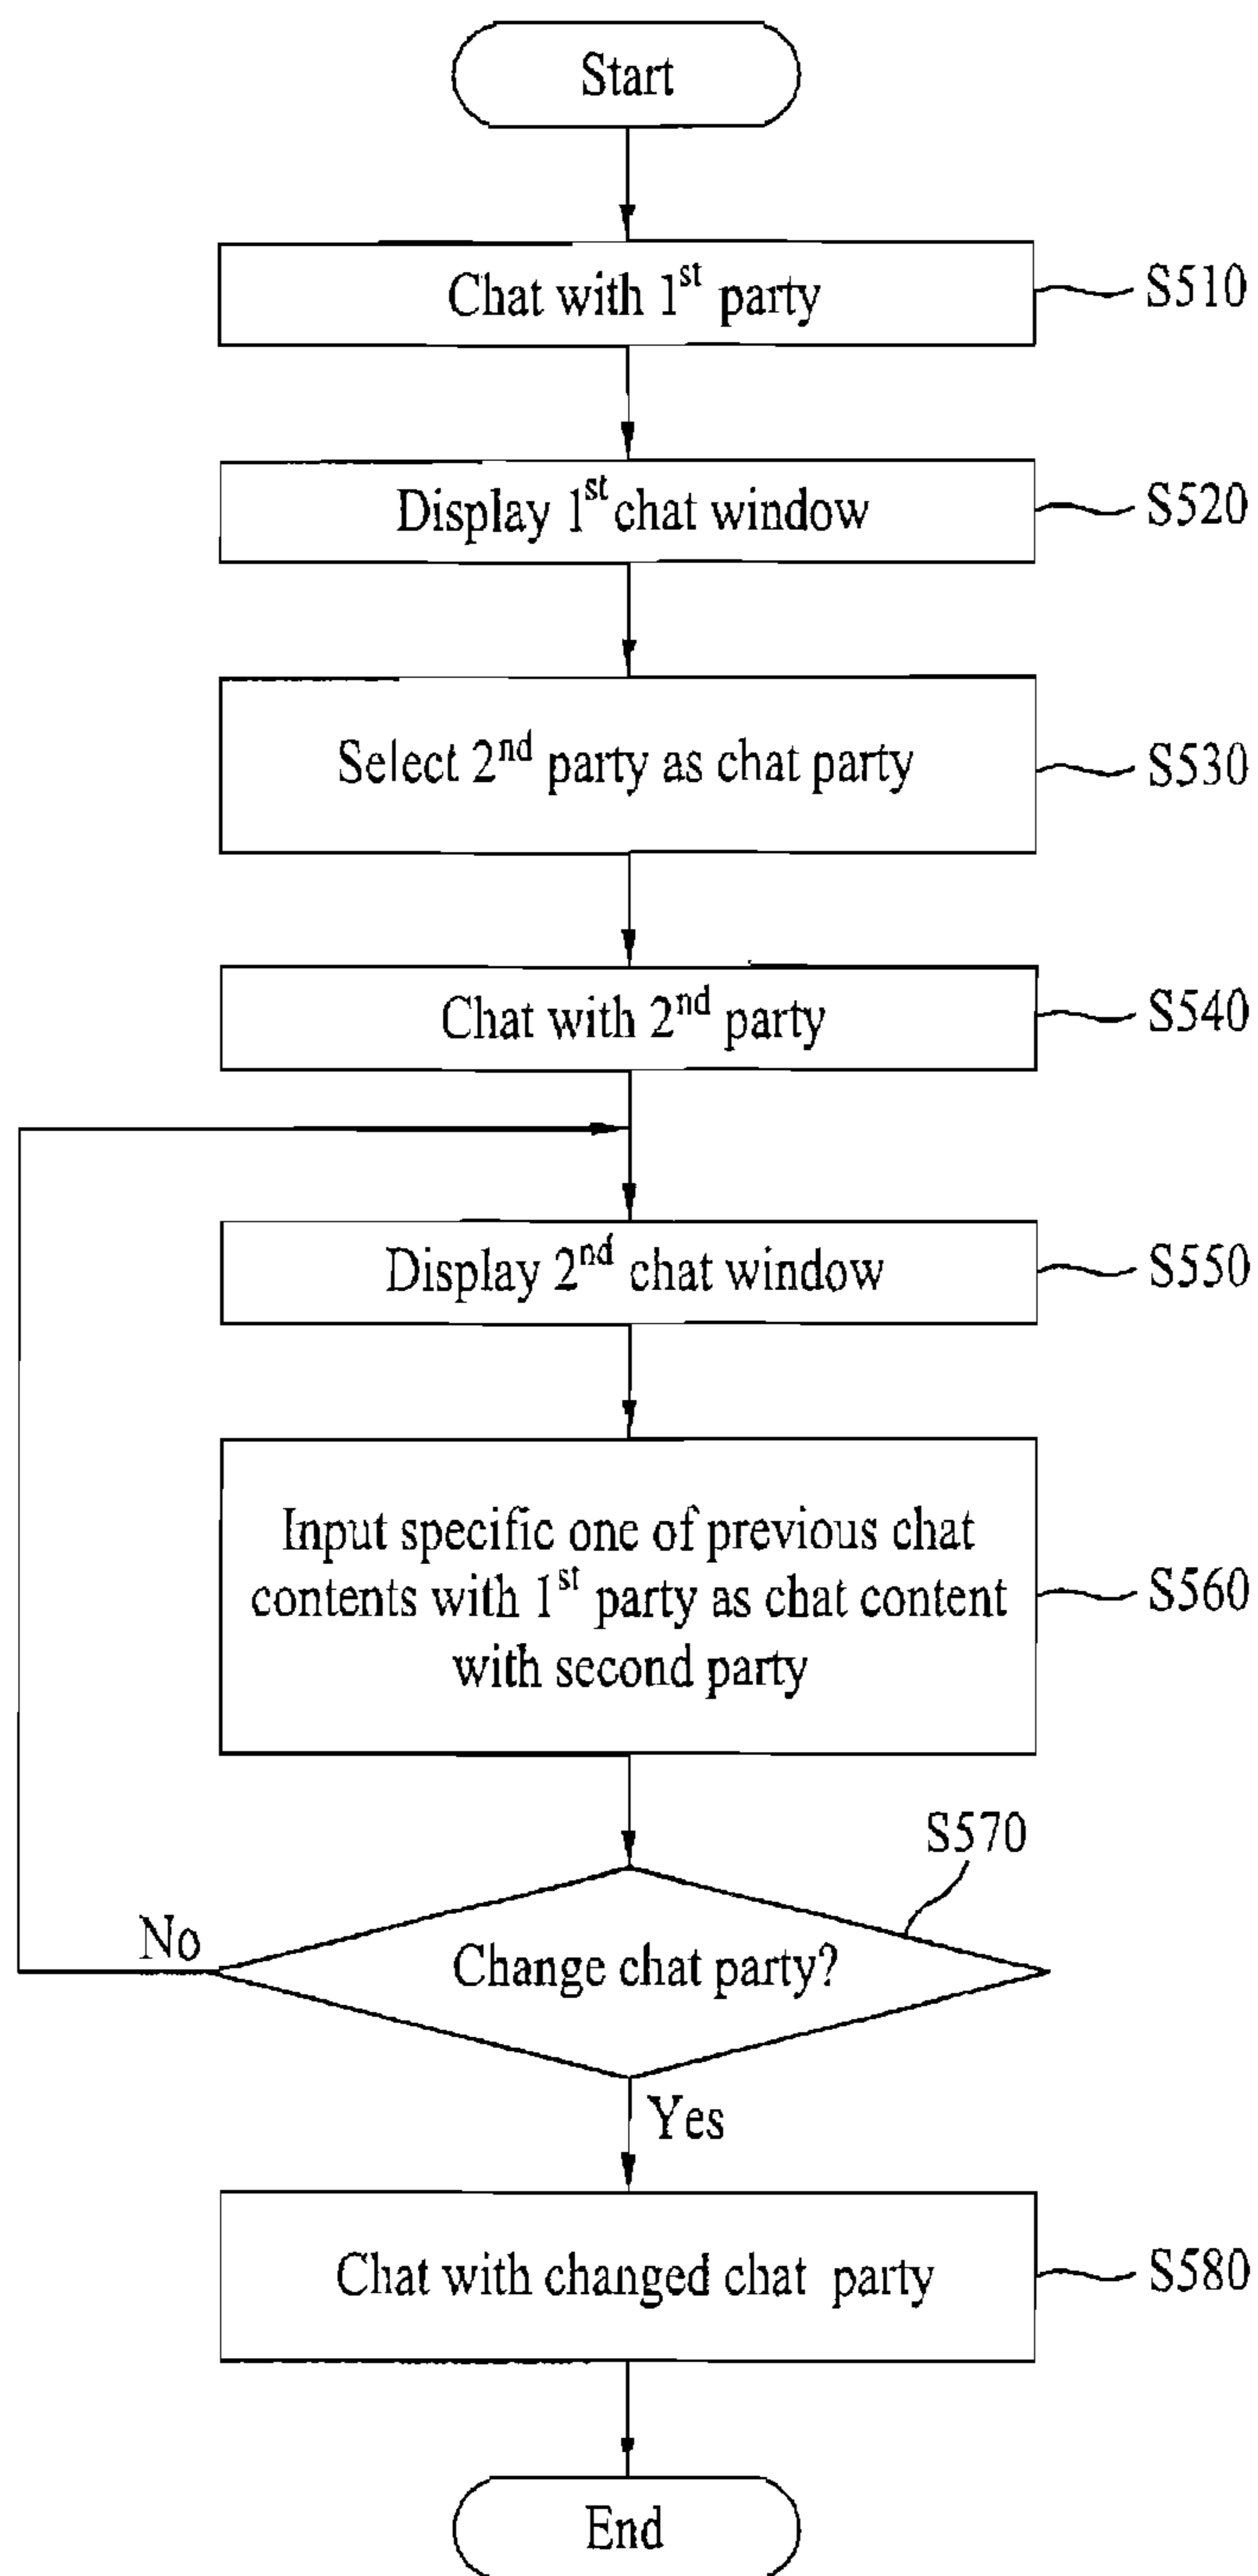 Start
Chat with 1st party
S510
Display 1st chat window
S520
Select 2nd party as chat party
S530
Chat with 2nd party
S540
Display 2nd chat window
S550
Input specific one of previous chat
contents with 1st party as chat content
with second party
S560
S570
Change chat party?
No
Yes
Chat with changed chat party
S580
End